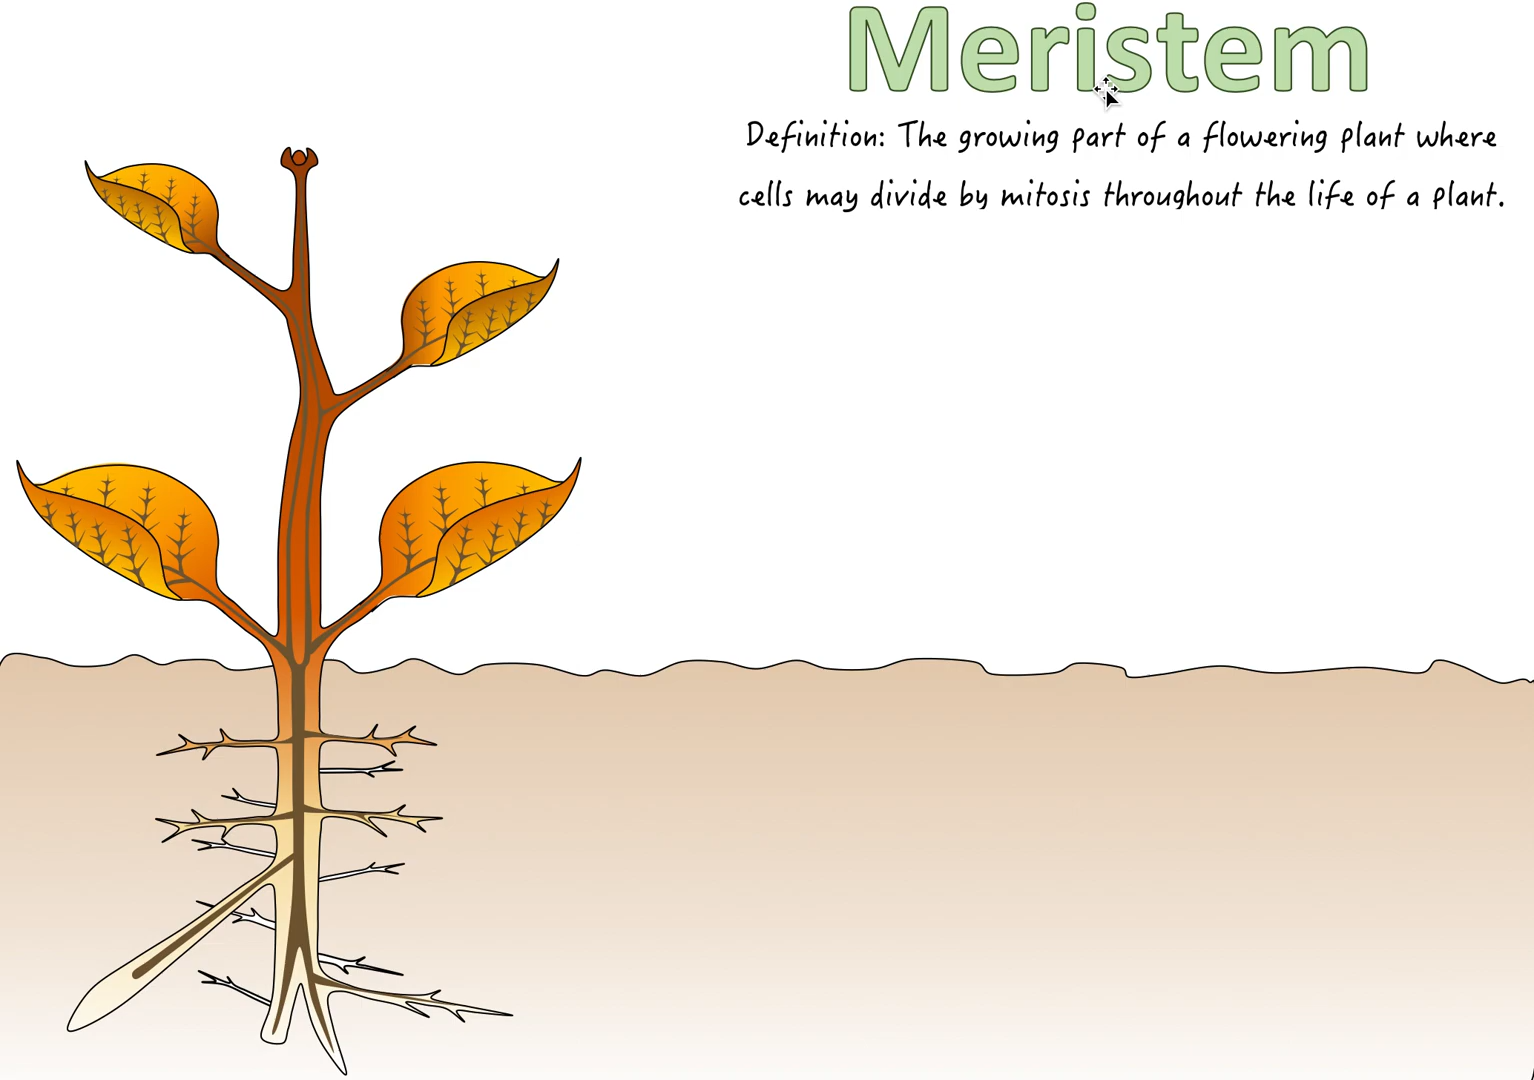 Meristem
Definition: The growing part of a flowering plant where
cells may divide by mitosis throughout the life of a plant.